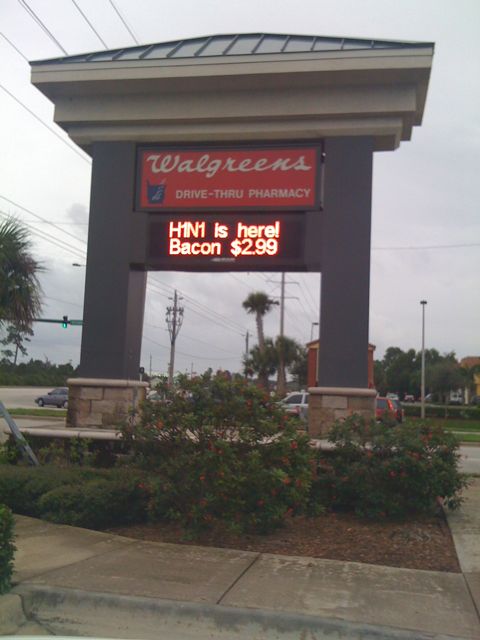 Walgreens
DRIVE-THRU PHARMACY
H1N1 is here!
Bacon $2.99